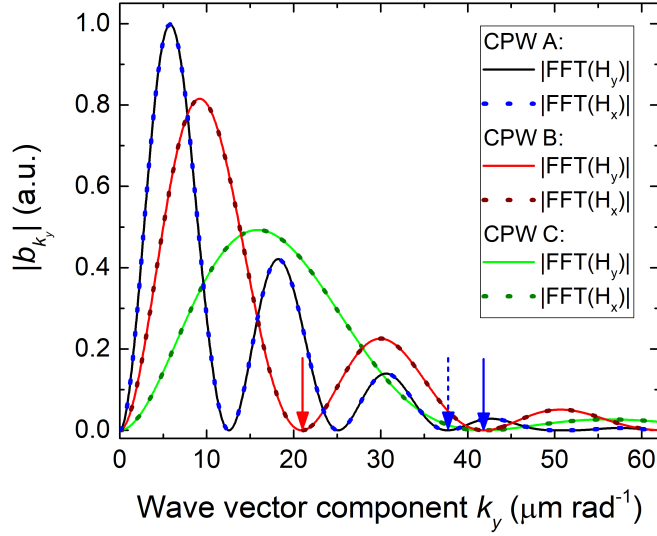 CPW A:
|FFT(H_y)|
|FFT(H_x)|
CPW B:
|FFT(H_y)|
|FFT(H_x)|
CPW C:
|FFT(H_y)|
|FFT(H_x)|
|b_{k_y}| (a.u.)
1.0
0.8
0.6
0.4
0.2
0.0
0 10 20 30 40 50 60
Wave vector component k_y (μm rad⁻¹)